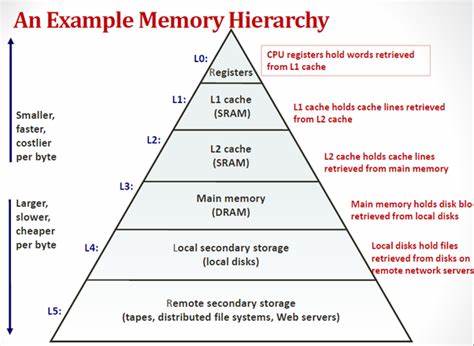 An Example Memory Hierarchy
L0:
Registers
CPU registers hold words retrieved
from L1 cache
L1:
L1 cache
(SRAM)
L1 cache holds cache lines retrieved
from L2 cache
Smaller,
faster,
costlier
per byte
L2:
L2 cache
(SRAM)
L2 cache holds cache lines
retrieved from main memory
L3:
Main memory
(DRAM)
Main memory holds disk blo
retrieved from local disks
Larger,
slower,
cheaper
per byte
L4:
Local secondary storage
(local disks)
Local disks hold files
retrieved from disks on
remote network servers
L5:
Remote secondary storage
(tapes, distributed file systems, Web servers)